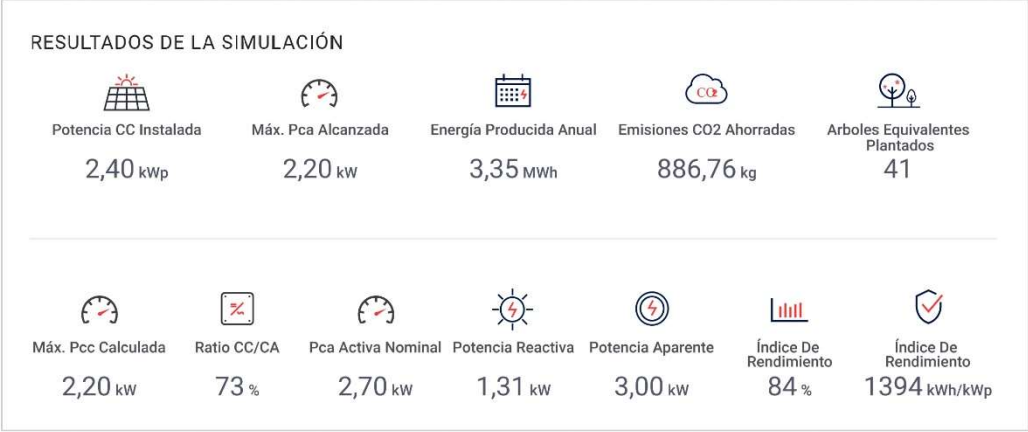 RESULTADOS DE LA SIMULACIÓN
CO2
Potencia CC Instalada
Máx. Pca Alcanzada
Energía Producida Anual
Emisiones CO2 Ahorradas
Arboles Equivalentes
Plantados
2,40 kWp
2,20 kW
3,35 MWh
886,76 kg
41
Máx. Pcc Calculada
Ratio CC/CA
Pca Activa Nominal
Potencia Reactiva
Potencia Aparente
Índice De
Rendimiento
Índice De
Rendimiento
2,20 kW
73 %
2,70 kW
1,31 kW
3,00 kW
84 %
1394 kWh/kWp